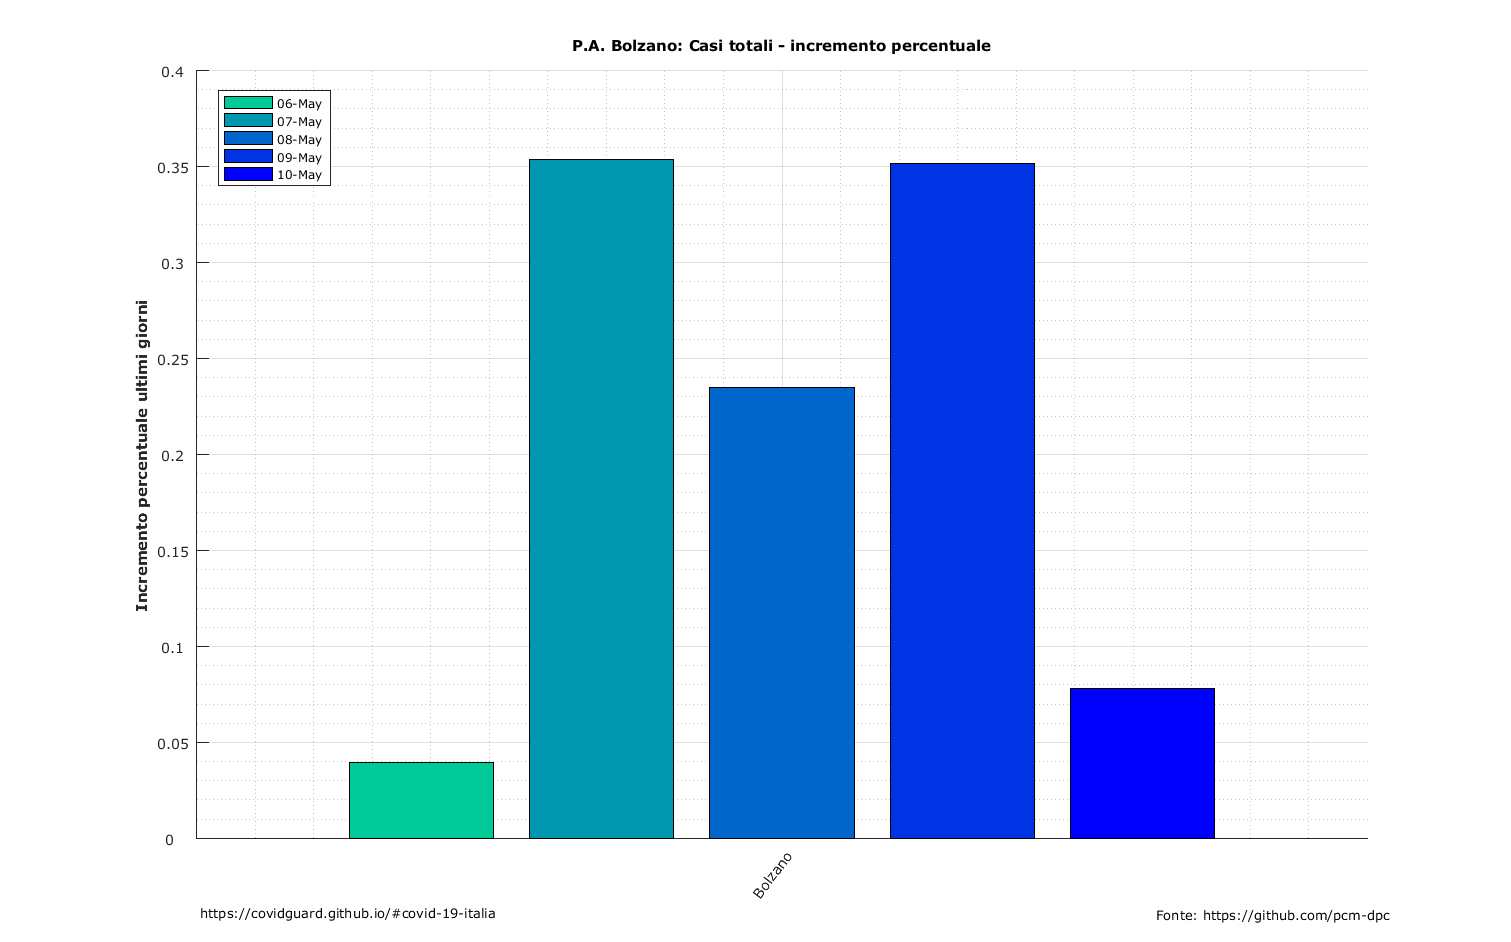 P.A. Bolzano: Casi totali - incremento percentuale
0.4
0.35
0.3
0.25
0.2
0.15
0.1
0.05
0
06-May
07-May
08-May
09-May
10-May
Incremento percentuale ultimi giorni
Bolzano
https://covidguard.github.io/#covid-19-italia
Fonte: https://github.com/pcm-dpc